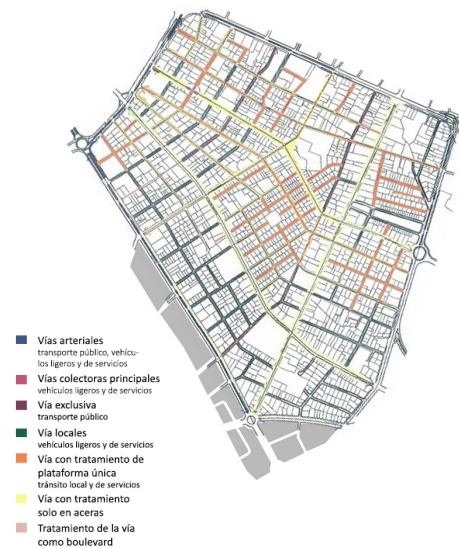 Vías arteriales
transporte público, vehícu-
los ligeros y de servicios
Vías colectoras principales
vehículos ligeros y de servicios
Vía exclusiva
transporte público
Vía locales
vehículos ligeros y de servicios
Vía con tratamiento de
plataforma única
tránsito local y de servicios
Vía con tratamiento
solo en aceras
Tratamiento de la vía
como boulevard